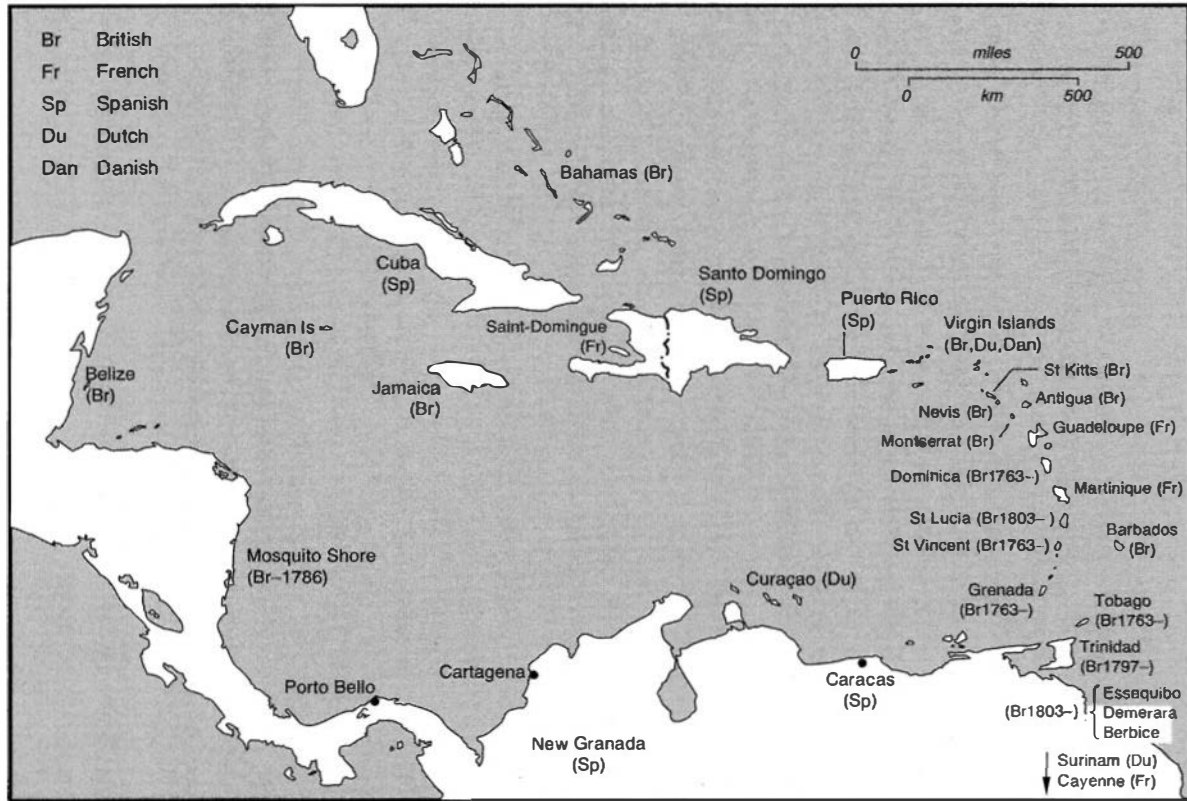 Br British
Fr French
Sp Spanish
Du Dutch
Dan Danish
0 miles 500
0 km 500
Bahamas (Br)
Cuba
(Sp)
Santo Domingo
(Sp)
Puerto Rico
(Sp)
Cayman Is
(Br)
Saint-Domingue
(Fr)
Virgin Islands
(Br,Du,Dan)
Belize
(Br)
Jamaica
(Br)
St Kitts (Br)
Nevis (Br)
Antigua (Br)
Montserrat (Br)
Guadeloupe (Fr)
Dominica (Br1763-)
Martinique (Fr)
St Lucia (Br1803–)
St Vincent (Br1763–)
Barbados
(Br)
Mosquito Shore
(Br–1786)
Curaçao (Du)
Grenada
(Br1763–)
Tobago
(Br1763–)
Trinidad
(Br1797–)
Cartagena
Porto Bello
Caracas
(Sp)
(Br1803–)
Essequibo
Demerara
Berbice
New Granada
(Sp)
Surinam (Du)
Cayenne (Fr)